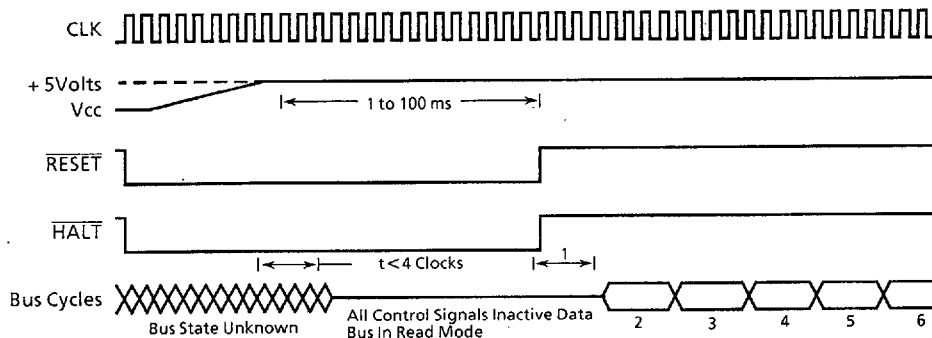 CLK
+ 5Volts
Vcc
1 to 100 ms
RESET
HALT
t < 4 Clocks
1
Bus Cycles
Bus State Unknown
All Control Signals Inactive Data
Bus In Read Mode
2 3 4 5 6